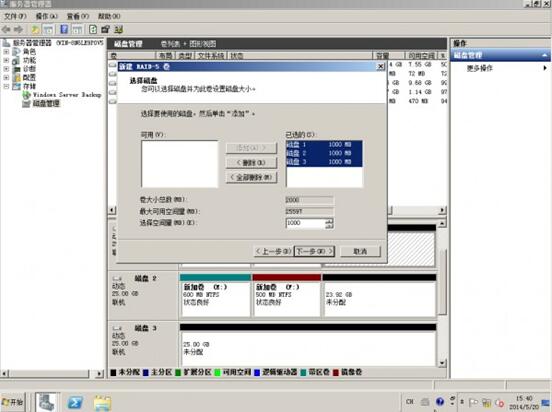 服务器管理器
文件(F) 操作(A) 查看(V) 帮助(H)
服务器管理器
角色
功能
诊断
配置
存储
Windows Server Backup
磁盘管理
磁盘管理 卷列表 + 图形视图
卷 布局 类型 文件系统 状态 容量 可用空间
操作
磁盘管理
更多操作
新建 RAID-5 卷
选择磁盘
您可以选择磁盘并为此卷设置磁盘大小。
选择要使用的磁盘，然后单击“添加”。
可用(V):
已选的(S):
添加(A) >
< 删除(R)
< 全部删除(M)
磁盘 1 1000 MB
磁盘 2 1000 MB
磁盘 3 1000 MB
卷大小总数(MB): 2000
最大可用空间量(MB): 25597
选择空间量(MB)(E): 1000
< 上一步(B) 下一步(N) > 取消
7.55 GB
72 MB
9.68 GB
1.14 GB
470 MB
动态
25.00 GB
联机
磁盘 2
动态
25.00 GB
联机
新加卷 (E:)
600 MB NTFS
状态良好
新加卷 (F:)
500 MB NTFS
状态良好
23.92 GB
未分配
磁盘 3
动态
25.00 GB
联机
25.00 GB
未分配
未分配 主分区 扩展分区 可用空间 逻辑驱动器 带区卷 镜像卷
开始
CH
15:40
2014/5/20